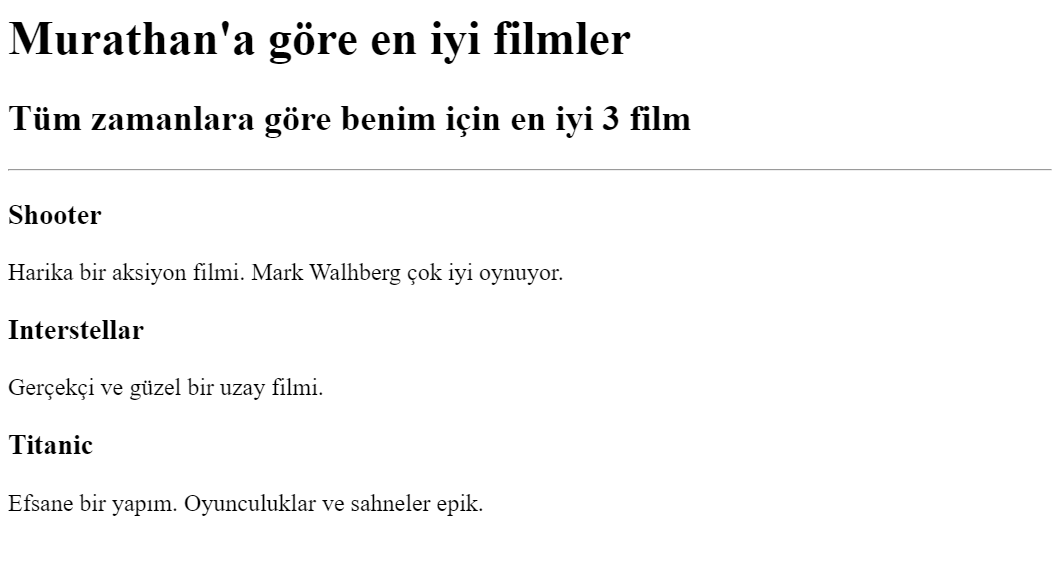 Murathan'a göre en iyi filmler
Tüm zamanlara göre benim için en iyi 3 film
Shooter
Harika bir aksiyon filmi. Mark Walhberg çok iyi oynuyor.
Interstellar
Gerçekçi ve güzel bir uzay filmi.
Titanic
Efsane bir yapım. Oyunculuklar ve sahneler epik.